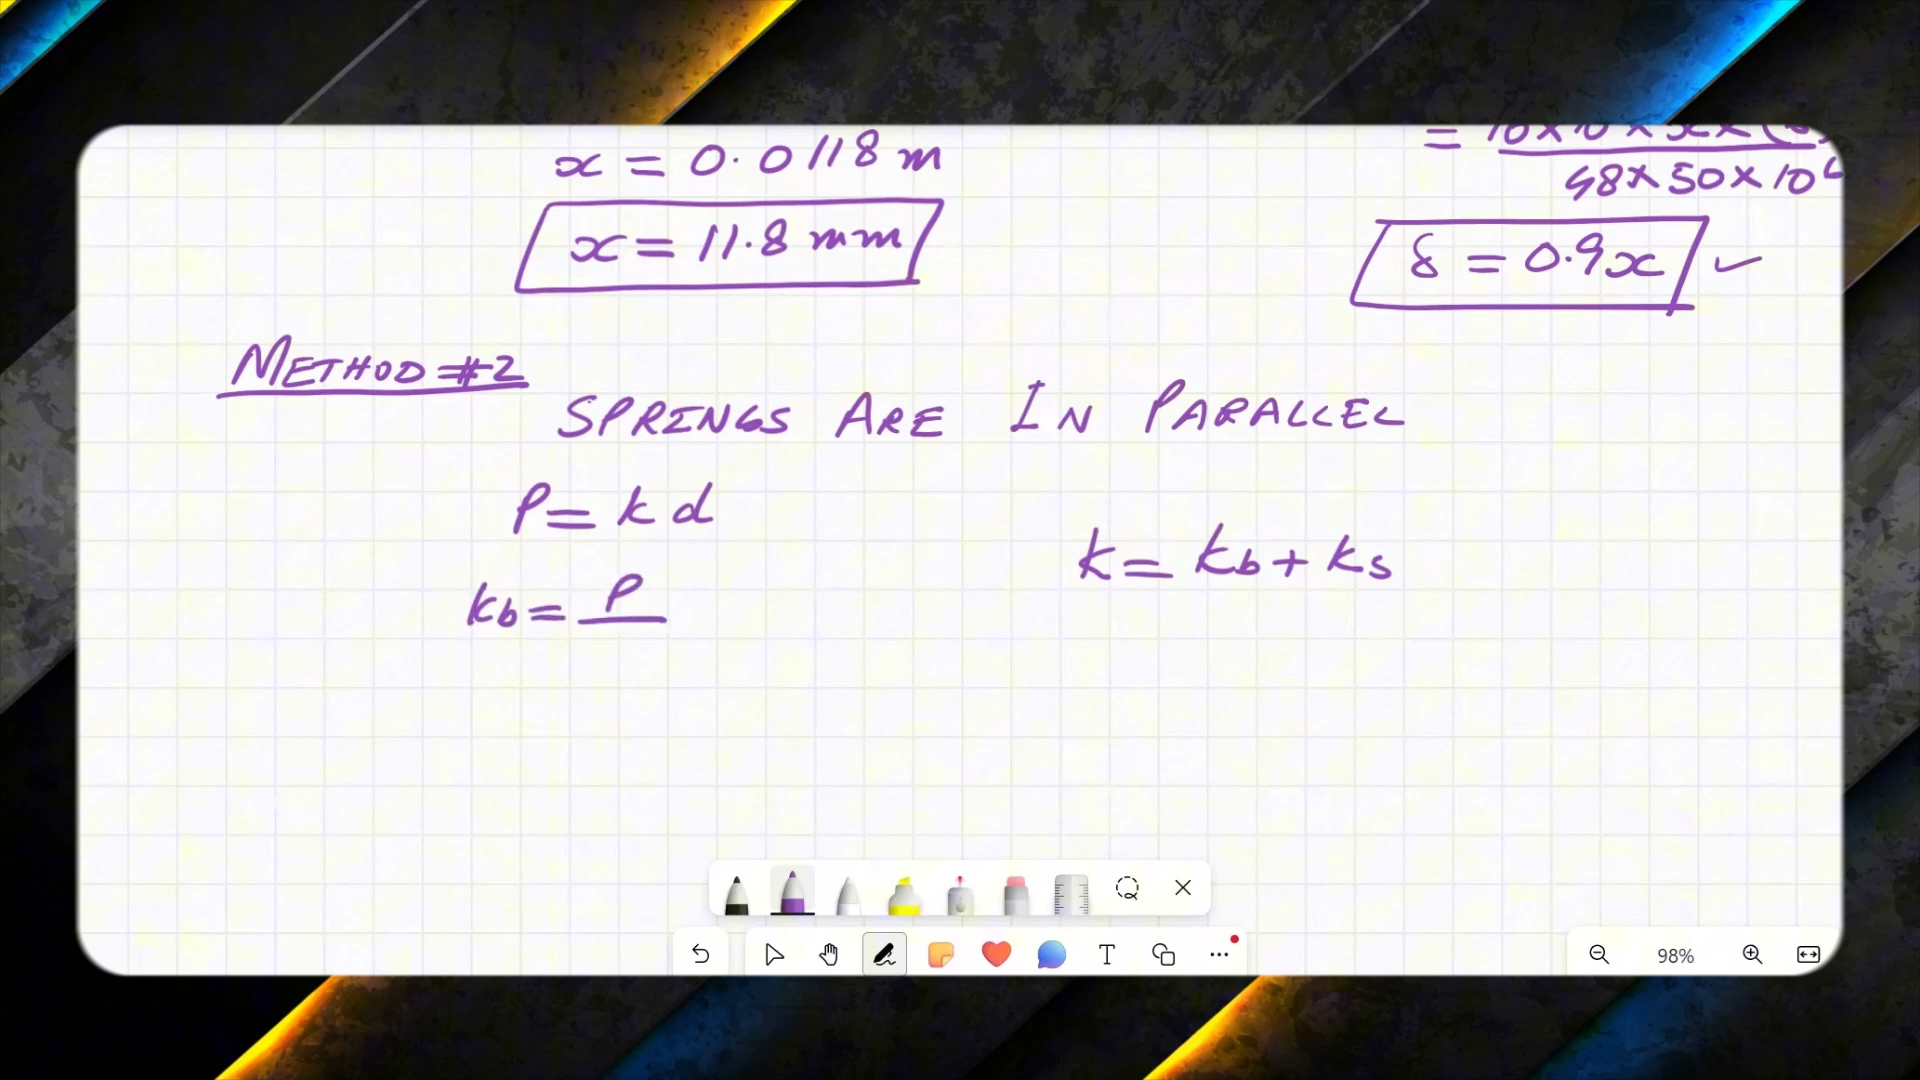 x = 0.0118 m
x = 11.8 mm
48×50×10
δ = 0.9x ✓
METHOD #2
SPRINGS ARE IN PARALLEL
P = k d
k = kb + ks
kb = P
98%